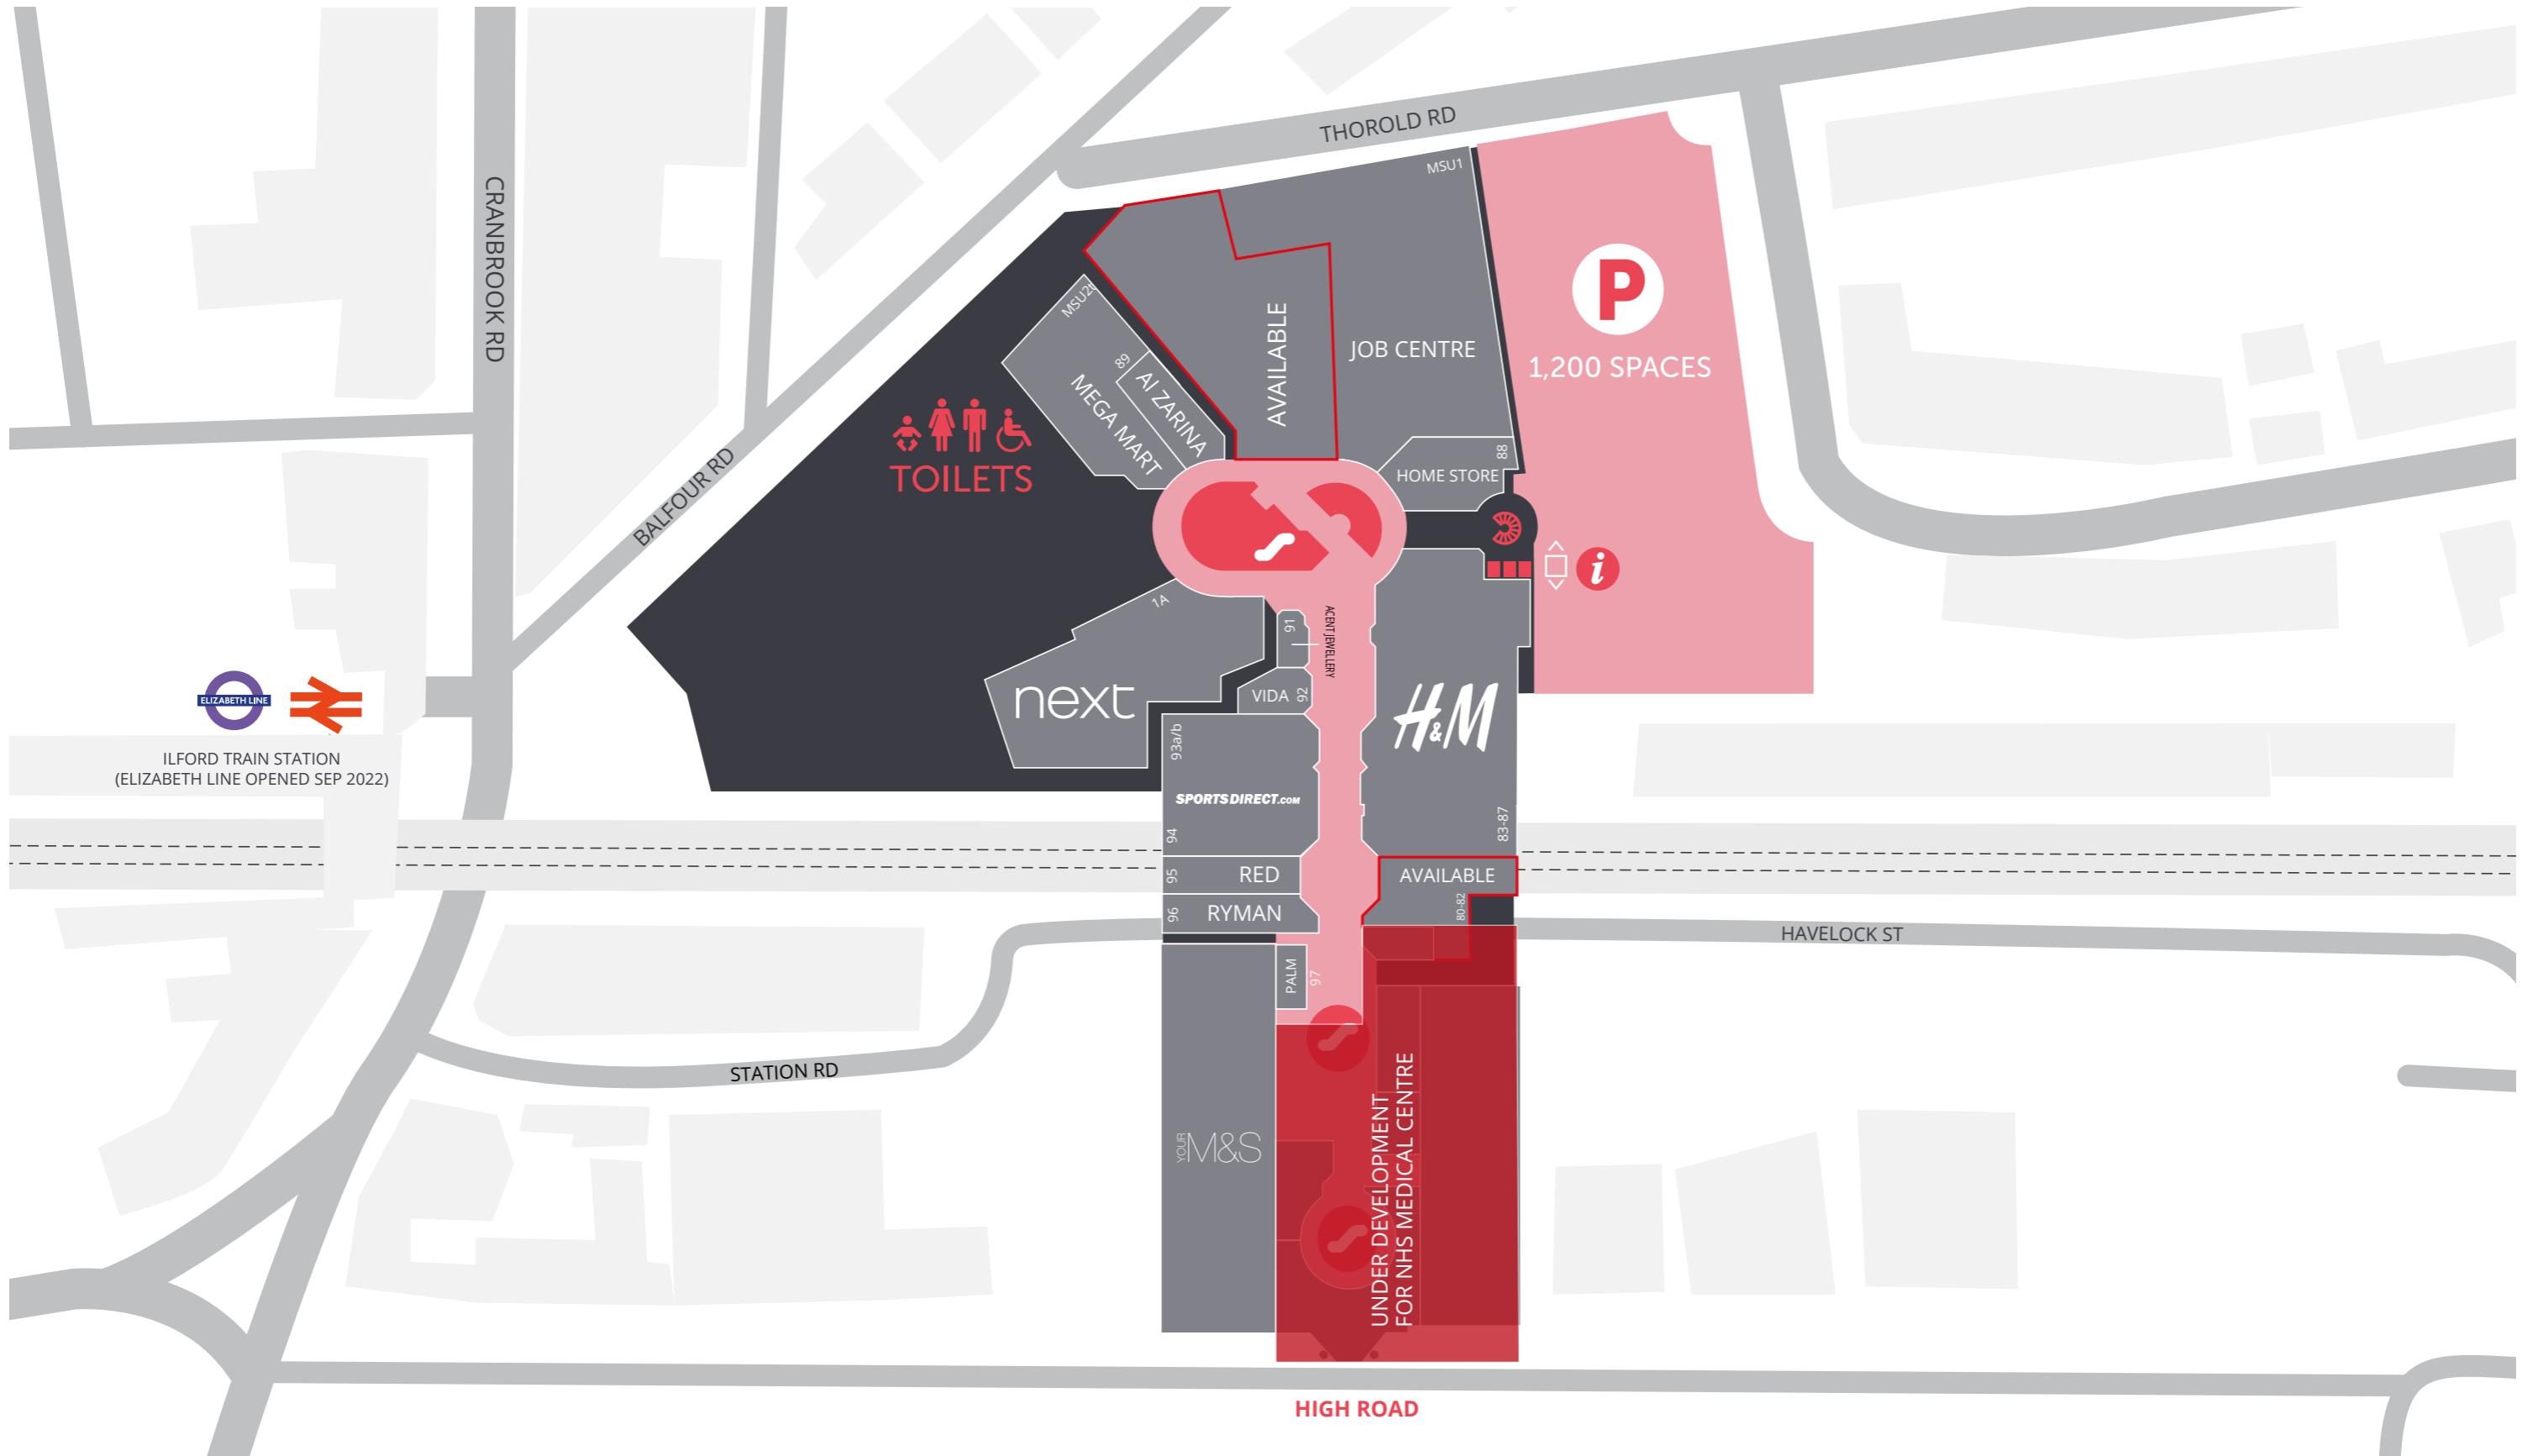 THOROLD RD
MSU1
CRANBROOK RD
P
1,200 SPACES
AVAILABLE
JOB CENTRE
89
AI ZARINA
MEGA MART
TOILETS
88
HOME STORE
BALFOUR RD
i
1A
next
91
ACENT JEWELLERY
VIDA
92
H&M
83-87
ELIZABETH LINE
ILFORD TRAIN STATION
(ELIZABETH LINE OPENED SEP 2022)
93a/b
SPORTSDIRECT.COM
94
95
RED
AVAILABLE
80-82
96
RYMAN
HAVELOCK ST
PALM
97
STATION RD
YOUR
M&S
UNDER DEVELOPMENT
FOR NHS MEDICAL CENTRE
HIGH ROAD